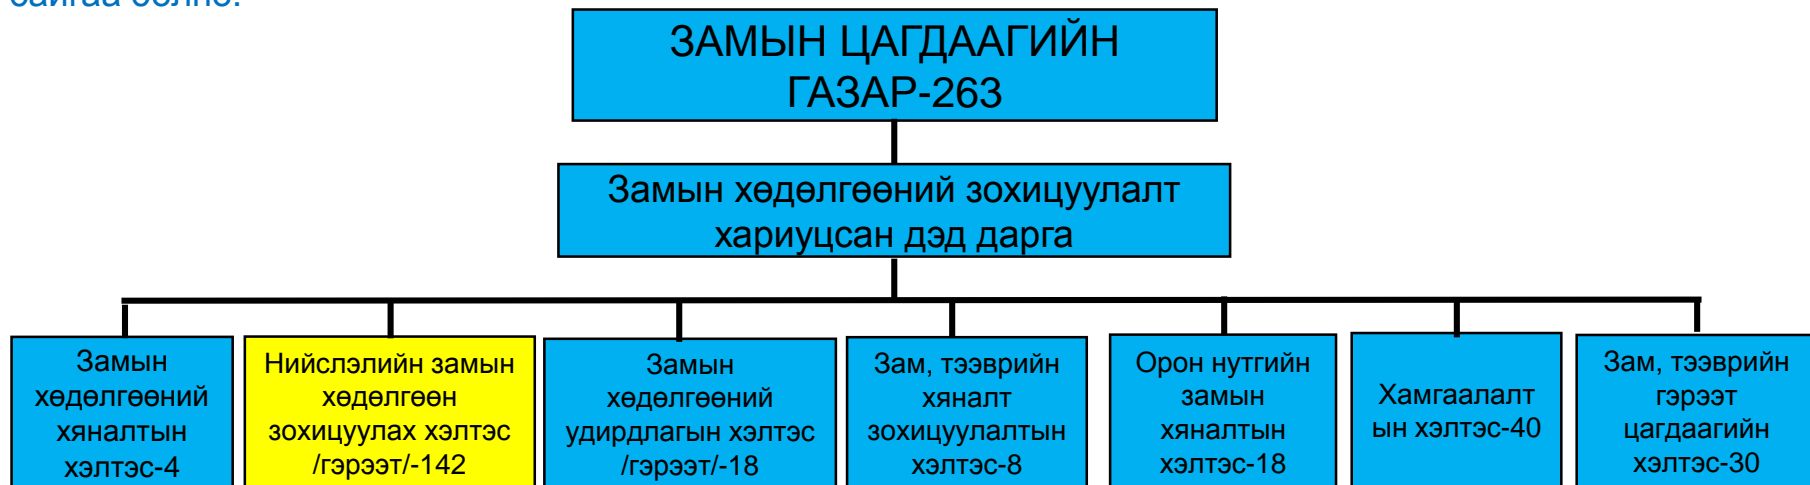 байгаа болно.
ЗАМЫН ЦАГДААГИЙН
ГАЗАР-263
Замын хөдөлгөөний зохицуулалт
хариуцсан дэд дарга
Замын
хөдөлгөөний
хяналтын
хэлтэс-4
Нийслэлийн замын
хөдөлгөөн
зохицуулах хэлтэс
/гэрээт/-142
Замын
хөдөлгөөний
удирдлагын хэлтэс
/гэрээт/-18
Зам, тээврийн
хяналт
зохицуулалтын
хэлтэс-8
Орон нутгийн
замын
хяналтын
хэлтэс-18
Хамгаалалт
ын хэлтэс-40
Зам, тээврийн
гэрээт
цагдаагийн
хэлтэс-30